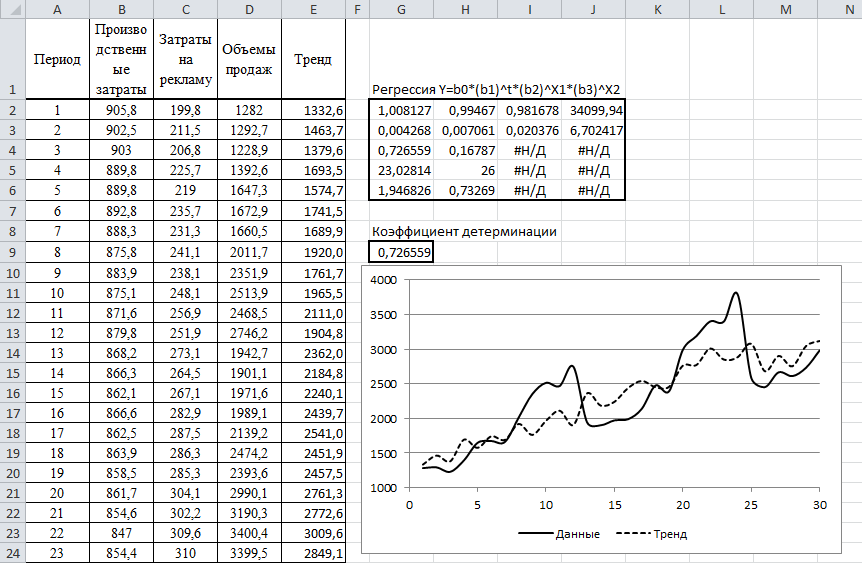 A B C D E F G H I J K L M N
1 Период Производственные затраты Затраты на рекламу Объемы продаж Тренд Регрессия Y=b0*(b1)^t*(b2)^X1*(b3)^X2
2 1 905,8 199,8 1282 1332,6 1,008127 0,99467 0,981678 34099,94
3 2 902,5 211,5 1292,7 1463,7 0,004268 0,007061 0,020376 6,702417
4 3 903 206,8 1228,9 1379,6 0,726559 0,16787 #Н/Д #Н/Д
5 4 889,8 225,7 1392,6 1693,5 23,02814 26 #Н/Д #Н/Д
6 5 889,8 219 1647,3 1574,7 1,946826 0,73269 #Н/Д #Н/Д
7 6 892,8 235,7 1672,9 1741,5
8 7 888,3 231,3 1660,5 1689,9 Коэффициент детерминации
9 8 875,8 241,1 2011,7 1920,0 0,726559
10 9 883,9 238,1 2351,9 1761,7
11 10 875,1 248,1 2513,9 1965,5
12 11 871,6 256,9 2468,5 2111,0
13 12 879,8 251,9 2746,2 1904,8
14 13 868,2 273,1 1942,7 2362,0
15 14 866,3 264,5 1901,1 2184,8
16 15 862,1 267,1 1971,6 2240,1
17 16 866,6 282,9 1989,1 2439,7
18 17 862,5 287,5 2139,2 2541,0
19 18 863,9 286,3 2474,2 2451,9
20 19 858,5 285,3 2393,6 2457,5
21 20 861,7 304,1 2990,1 2761,3
22 21 854,6 302,2 3190,3 2772,6
23 22 847 309,6 3400,4 3009,6
24 23 854,4 310 3399,5 2849,1
4000
3500
3000
2500
2000
1500
1000
0 5 10 15 20 25 30
Данные Тренд